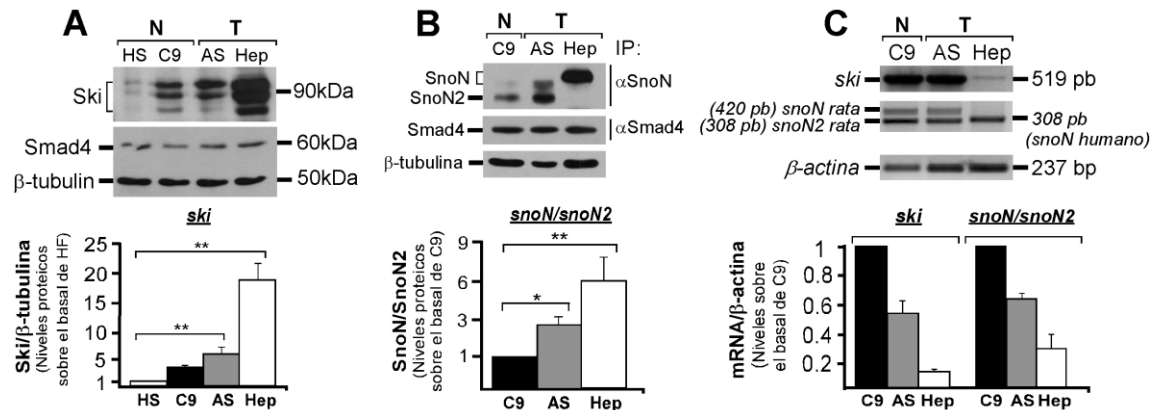 A
N T
HS C9 AS Hep
Ski
90kDa
Smad4
60kDa
β-tubulin
50kDa
ski
Ski/β-tubulina
(Niveles proteicos
sobre el basal de HF)
25
20
15
10
5
1
**
**
HS C9 AS Hep
B
N T
C9 AS Hep IP:
SnoN
SnoN2
αSnoN
Smad4
αSmad4
β-tubulina
snoN/snoN2
SnoN/SnoN2
(Niveles proteicos
sobre el basal de C9)
9
6
3
1
**
*
C9 AS Hep
C
N T
C9 AS Hep
ski
519 pb
(420 pb) snoN rata
(308 pb) snoN2 rata
308 pb
(snoN humano)
β-actina
237 bp
ski snoN/snoN2
mRNA/β-actina
(Niveles sobre
el basal de C9)
1
0.8
0.6
0.4
0.2
C9 AS Hep C9 AS Hep